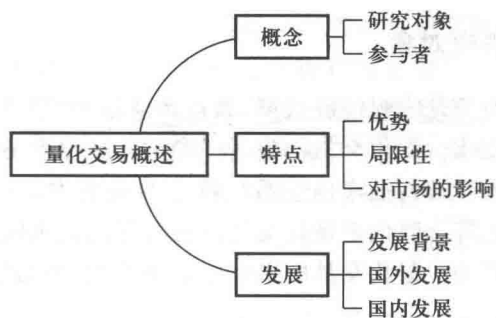 概念
研究对象
参与者
量化交易概述
特点
优势
局限性
对市场的影响
发展
发展背景
国外发展
国内发展